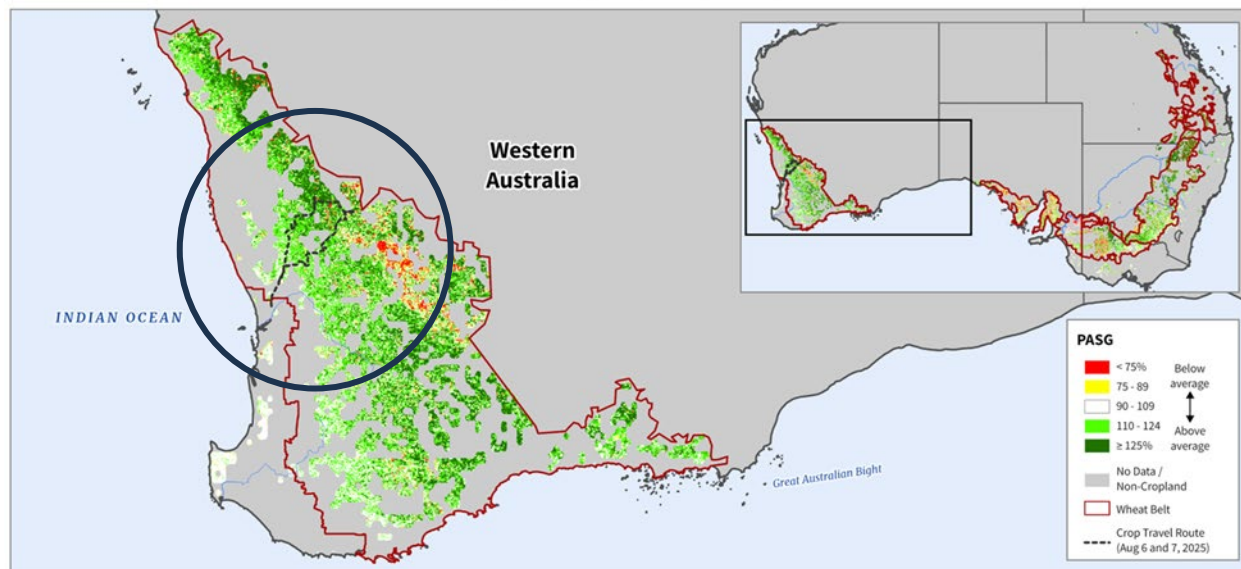 Western
Australia
INDIAN OCEAN
Great Australian Bight
PASG
< 75%
75 - 89
90 - 109
110 - 124
≥ 125%
Below
average
Above
average
No Data /
Non-Cropland
Wheat Belt
Crop Travel Route
(Aug 6 and 7, 2025)